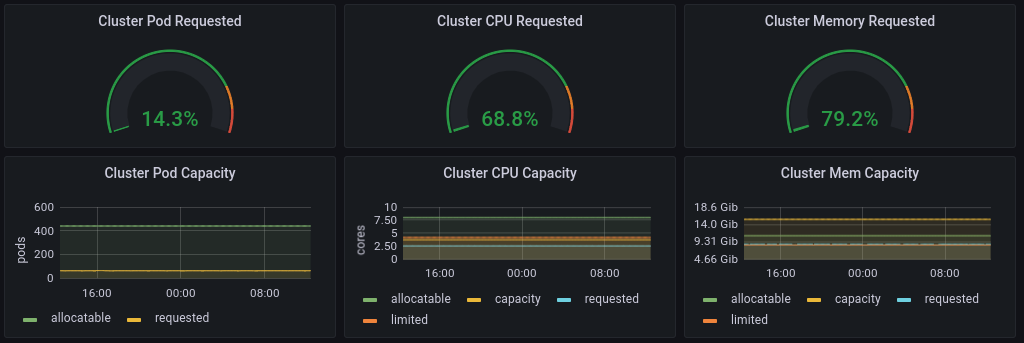 Cluster Pod Requested
Cluster CPU Requested
Cluster Memory Requested
14.3%
68.8%
79.2%
Cluster Pod Capacity
600
400
200
0
pods
16:00 00:00 08:00
allocatable requested
Cluster CPU Capacity
10
7.50
5
2.50
0
cores
16:00 00:00 08:00
allocatable capacity requested
limited
Cluster Mem Capacity
18.6 Gib
14.0 Gib
9.31 Gib
4.66 Gib
16:00 00:00 08:00
allocatable capacity requested
limited